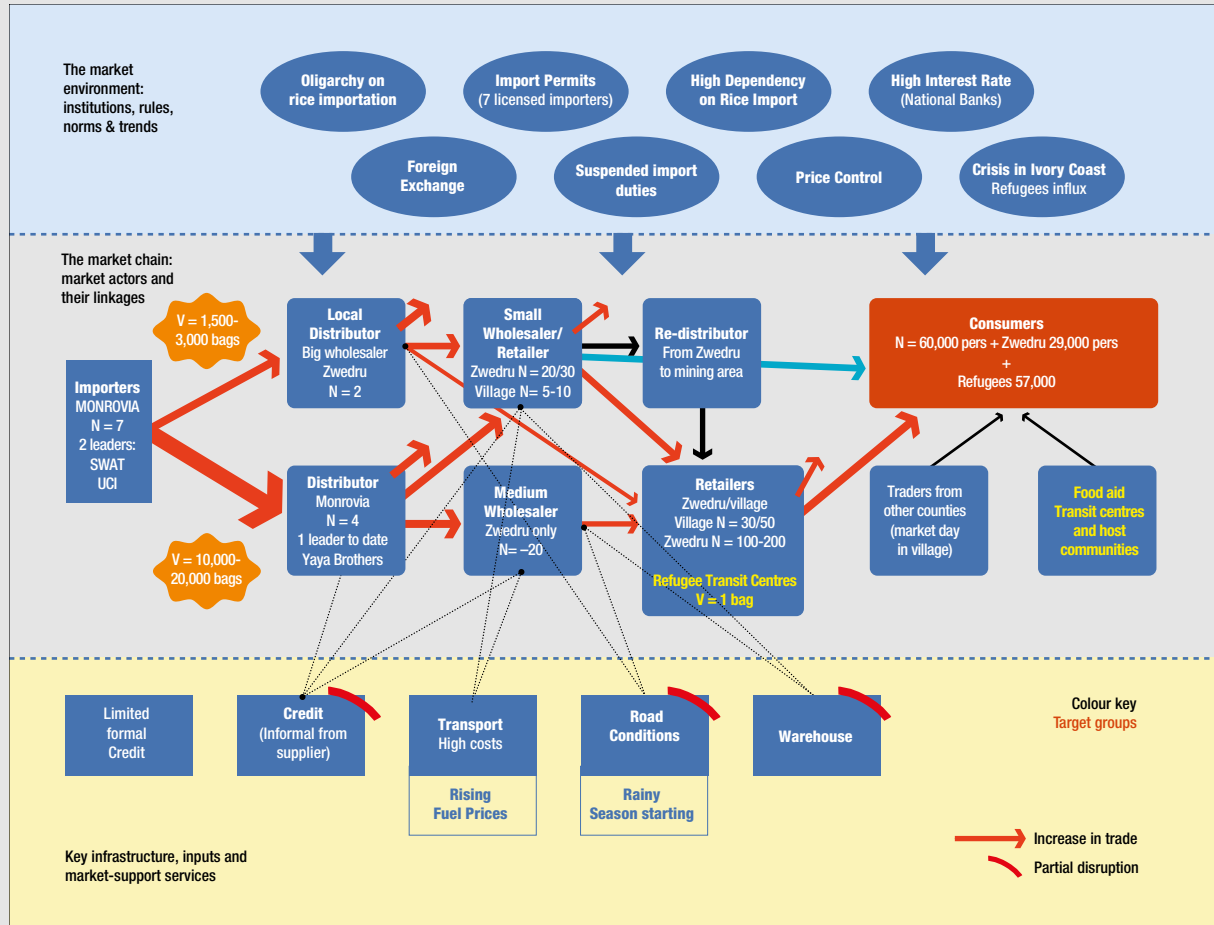 The market
environment:
institutions, rules,
norms & trends
Oligarchy on
rice importation
Import Permits
(7 licensed importers)
High Dependency
on Rice Import
High Interest Rate
(National Banks)
Foreign
Exchange
Suspended import
duties
Price Control
Crisis in Ivory Coast
Refugees influx
The market chain:
market actors and
their linkages
V = 1,500-
3,000 bags
Importers
MONROVIA
N = 7
2 leaders:
SWAT
UCI
V = 10,000-
20,000 bags
Local
Distributor
Big wholesaler
Zwedru
N = 2
Distributor
Monrovia
N = 4
1 leader to date
Yaya Brothers
Small
Wholesaler/
Retailer
Zwedru N = 20/30
Village N= 5-10
Medium
Wholesaler
Zwedru only
N= –20
Re-distributor
From Zwedru
to mining area
Retailers
Zwedru/village
Village N = 30/50
Zwedru N = 100-200
Refugee Transit Centres
V = 1 bag
Consumers
N = 60,000 pers + Zwedru 29,000 pers
+
Refugees 57,000
Traders from
other counties
(market day
in village)
Food aid
Transit centres
and host
communities
Limited
formal
Credit
Credit
(Informal from
supplier)
Transport
High costs
Rising
Fuel Prices
Road
Conditions
Rainy
Season starting
Warehouse
Colour key
Target groups
Increase in trade
Partial disruption
Key infrastructure, inputs and
market-support services